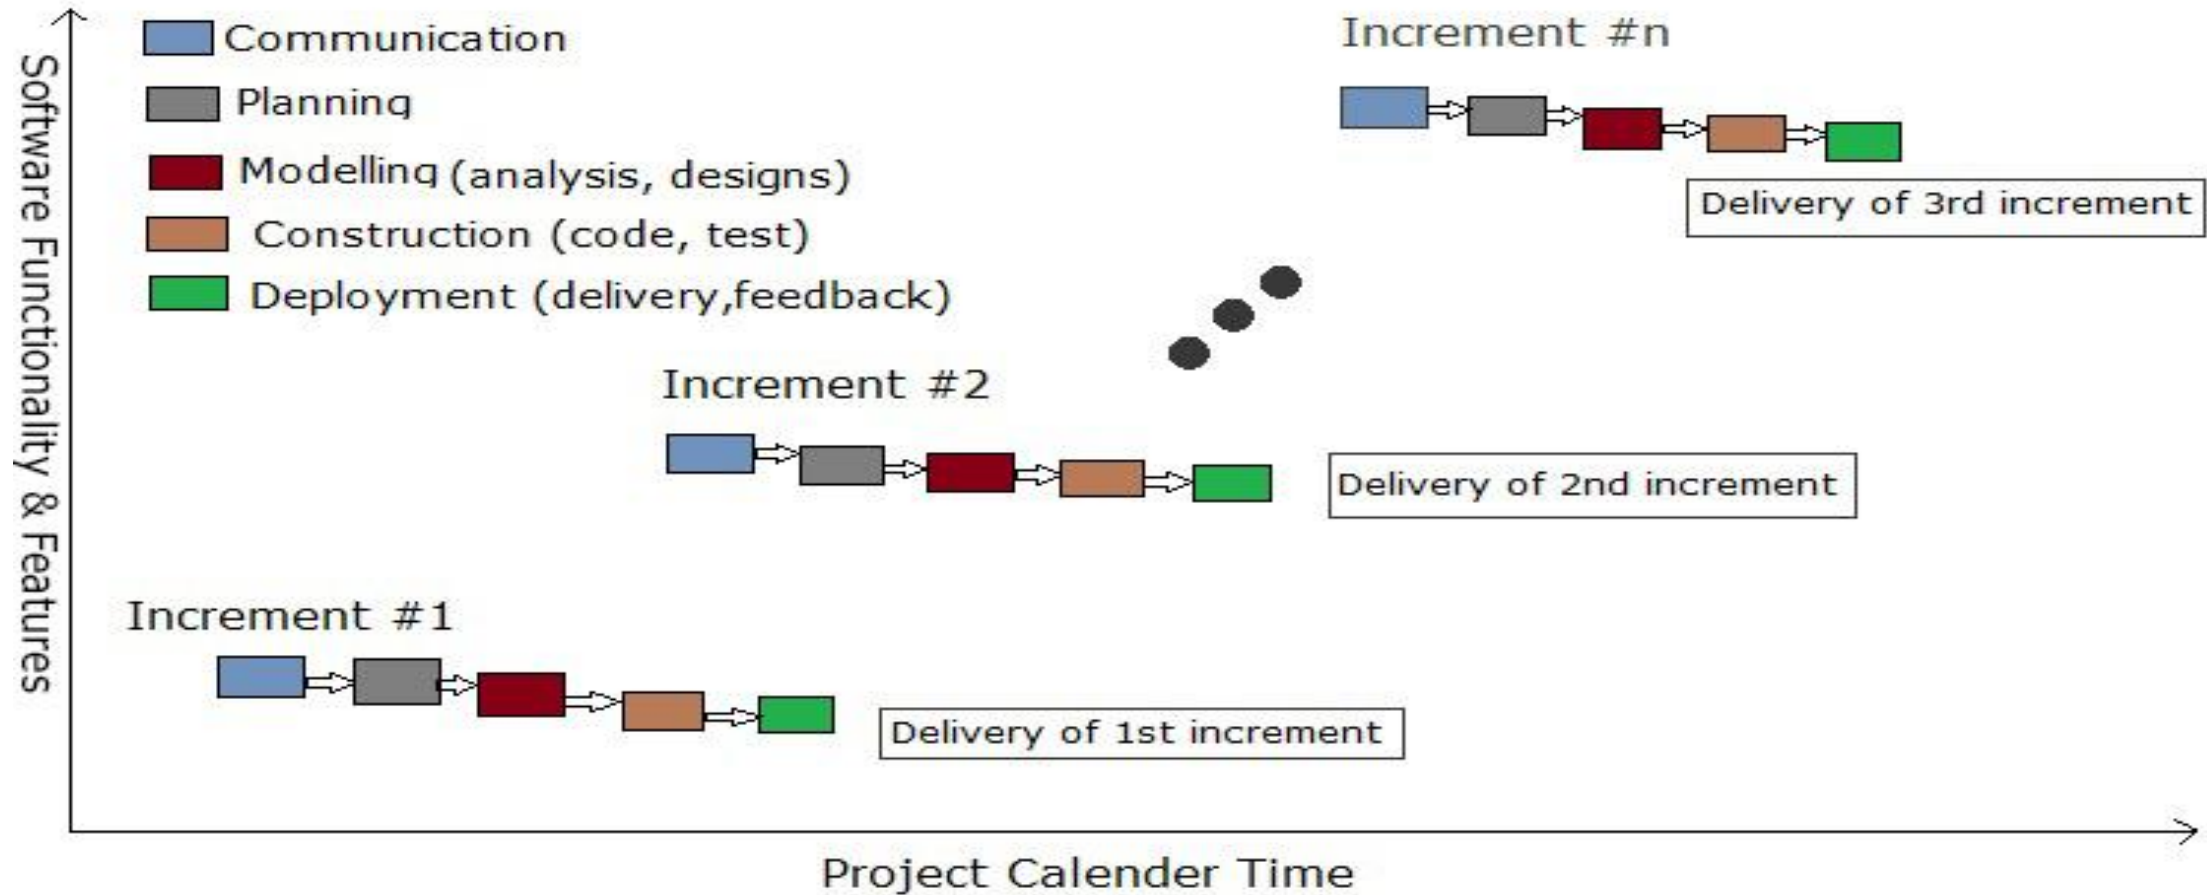 Software Functionality & Features
Communication
Planning
Modelling (analysis, designs)
Construction (code, test)
Deployment (delivery,feedback)
Increment #n
Delivery of 3rd increment
Increment #2
Delivery of 2nd increment
Increment #1
Delivery of 1st increment
Project Calender Time